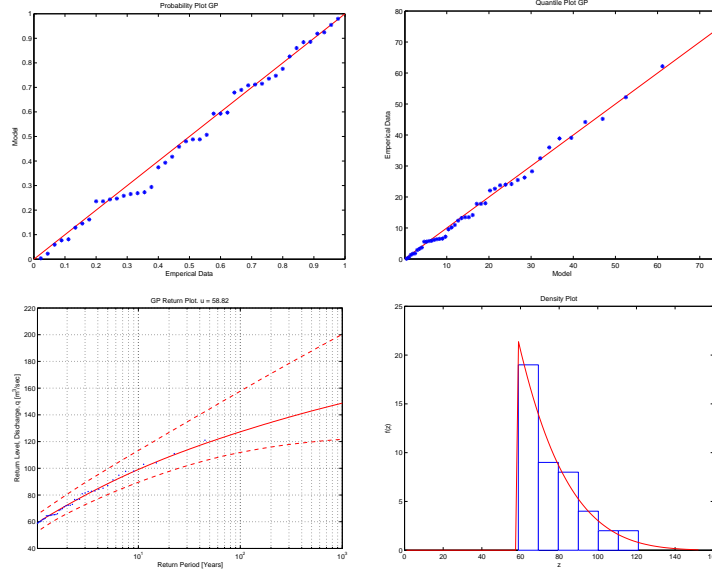 Probability Plot GP
1
0.9
0.8
0.7
0.6
0.5
0.4
0.3
0.2
0.1
0
Model
0 0.1 0.2 0.3 0.4 0.5 0.6 0.7 0.8 0.9 1
Emperical Data
Quantile Plot GP
80
70
60
50
40
30
20
10
0
Emperical Data
10 20 30 40 50 60 70
Model
GP Return Plot. u = 58.82
220
200
180
160
140
120
100
80
60
40
Return Level, Discharge, q [m³/sec]
10¹ 10² 10³
Return Period [Years]
Density Plot
25
20
15
10
5
0
f(z)
0 20 40 60 80 100 120 140 160
z